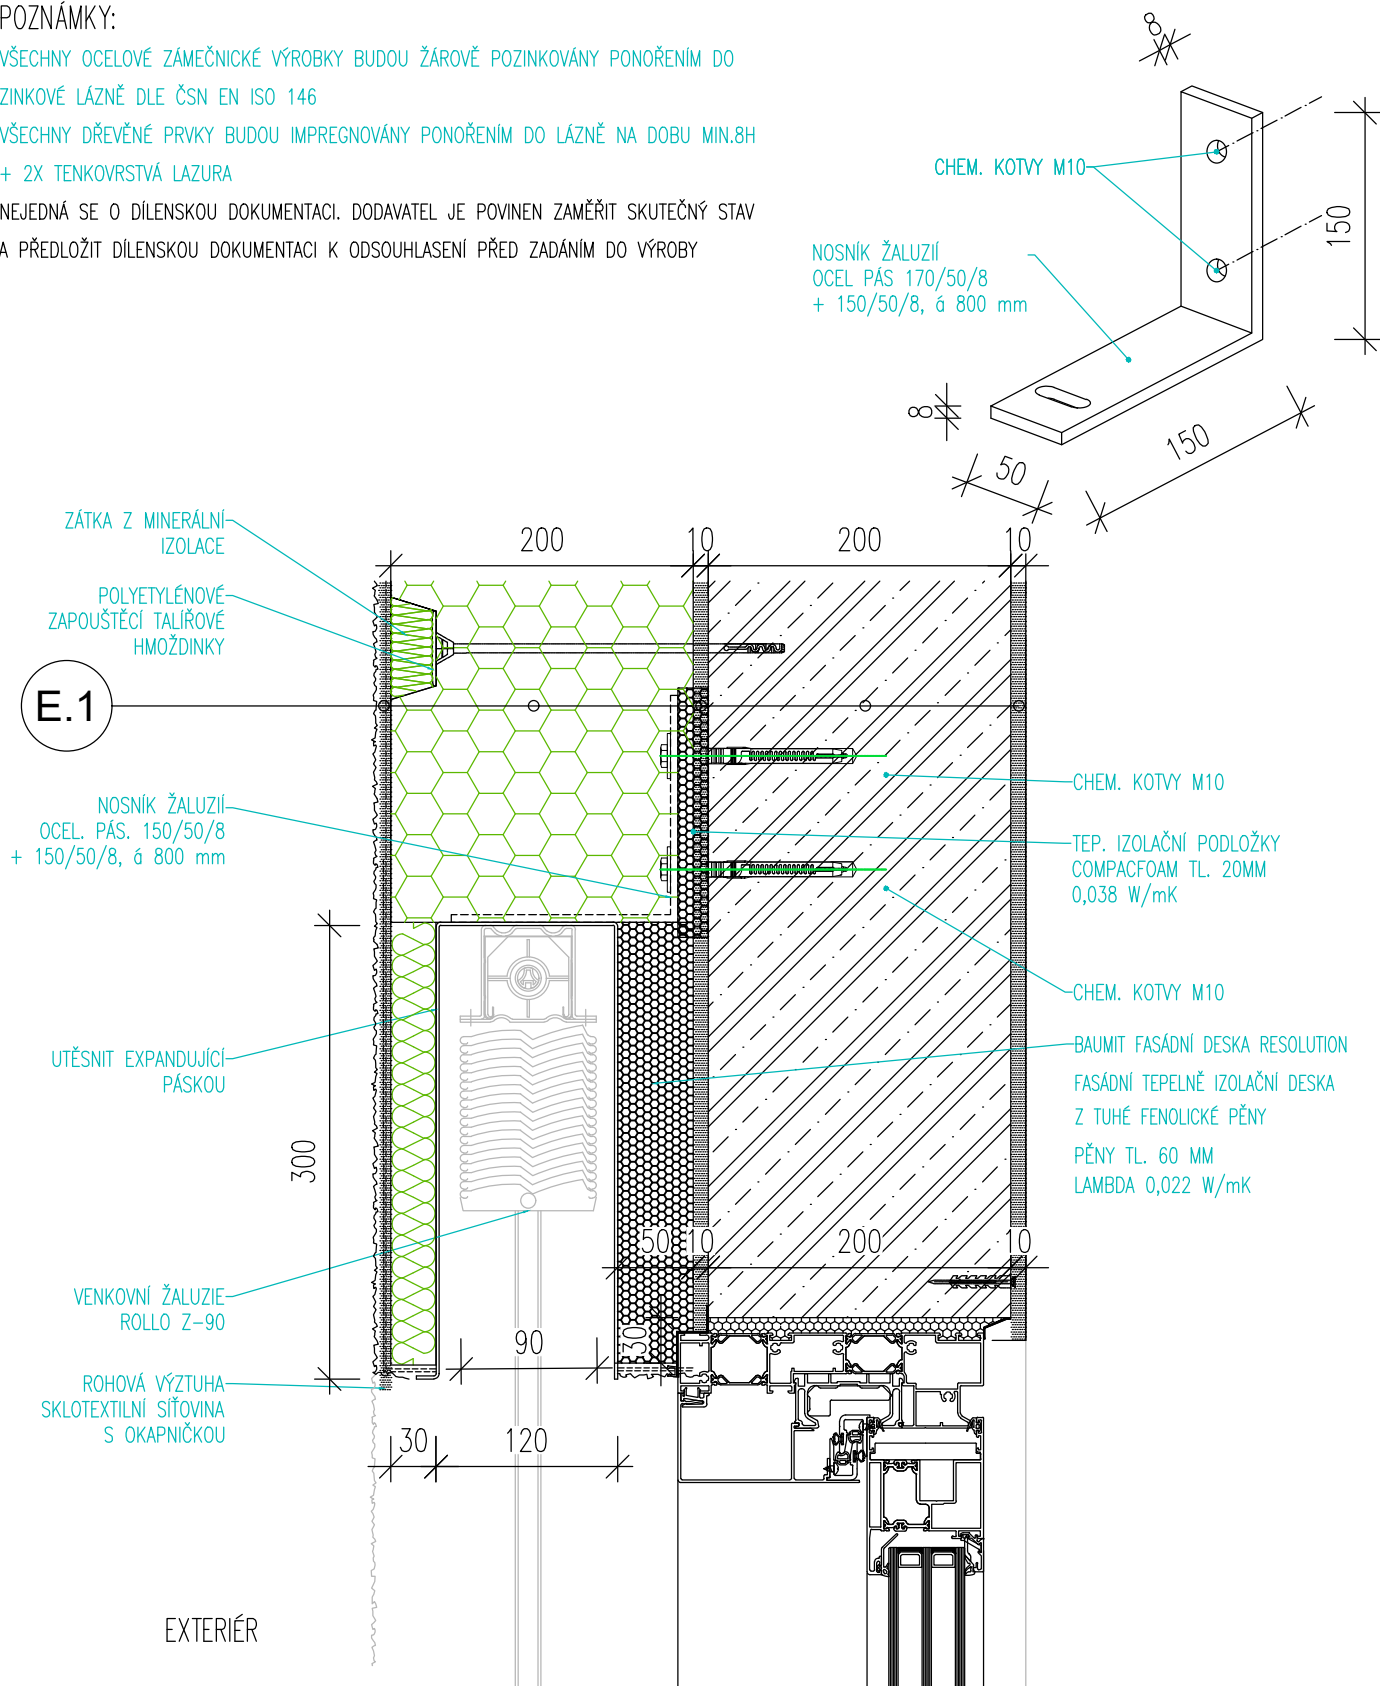 POZNÁMKY:
VŠECHNY OCELOVÉ ZÁMEČNICKÉ VÝROBKY BUDOU ŽÁROVĚ POZINKOVÁNY PONOŘENÍM DO
ZINKOVÉ LÁZNĚ DLE ČSN EN ISO 146
VŠECHNY DŘEVĚNÉ PRVKY BUDOU IMPREGNOVÁNY PONOŘENÍM DO LÁZNĚ NA DOBU MIN.8H
+ 2X TENKOVRSTVÁ LAZURA
NEJEDNÁ SE O DÍLENSKOU DOKUMENTACI. DODAVATEL JE POVINEN ZAMĚŘIT SKUTEČNÝ STAV
A PŘEDLOŽIT DÍLENSKOU DOKUMENTACI K ODSOUHLASENÍ PŘED ZADÁNÍM DO VÝROBY
8
CHEM. KOTVY M10
150
NOSNÍK ŽALUZIÍ
OCEL PÁS 170/50/8
+ 150/50/8, á 800 mm
8
50
150
ZÁTKA Z MINERÁLNÍ
IZOLACE
200
10
200
10
POLYETYLÉNOVÉ
ZAPOUŠTĚCÍ TALÍŘOVÉ
HMOŽDINKY
E.1
NOSNÍK ŽALUZIÍ
OCEL. PÁS. 150/50/8
+ 150/50/8, á 800 mm
CHEM. KOTVY M10
TEP. IZOLAČNÍ PODLOŽKY
COMPACFOAM TL. 20MM
0,038 W/mK
CHEM. KOTVY M10
UTĚSNIT EXPANDUJÍCÍ
PÁSKOU
BAUMIT FASÁDNÍ DESKA RESOLUTION
FASÁDNÍ TEPELNĚ IZOLAČNÍ DESKA
Z TUHÉ FENOLICKÉ PĚNY
PĚNY TL. 60 MM
LAMBDA 0,022 W/mK
300
50
10
200
10
VENKOVNÍ ŽALUZIE
ROLLO Z-90
90
30
ROHOVÁ VÝZTUHA
SKLOTEXTILNÍ SÍŤOVINA
S OKAPNIČKOU
30
120
EXTERIÉR